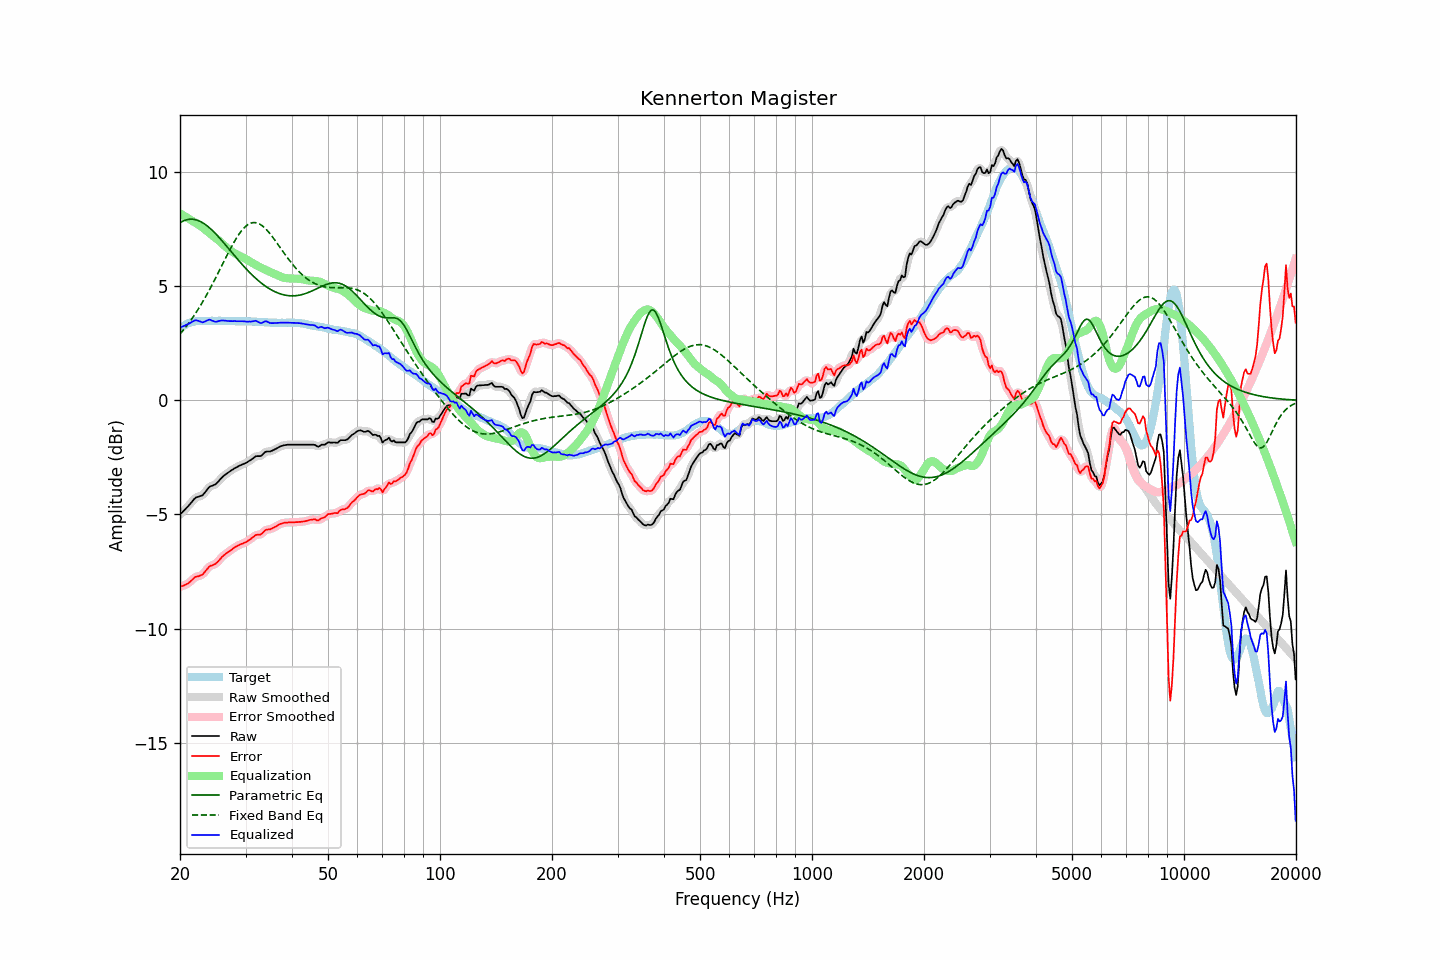 Kennerton Magister
Amplitude (dBr)
10
5
0
−5
−10
−15
Target
Raw Smoothed
Error Smoothed
Raw
Error
Equalization
Parametric Eq
Fixed Band Eq
Equalized
20 50 100 200 500 1000 2000 5000 10000 20000
Frequency (Hz)